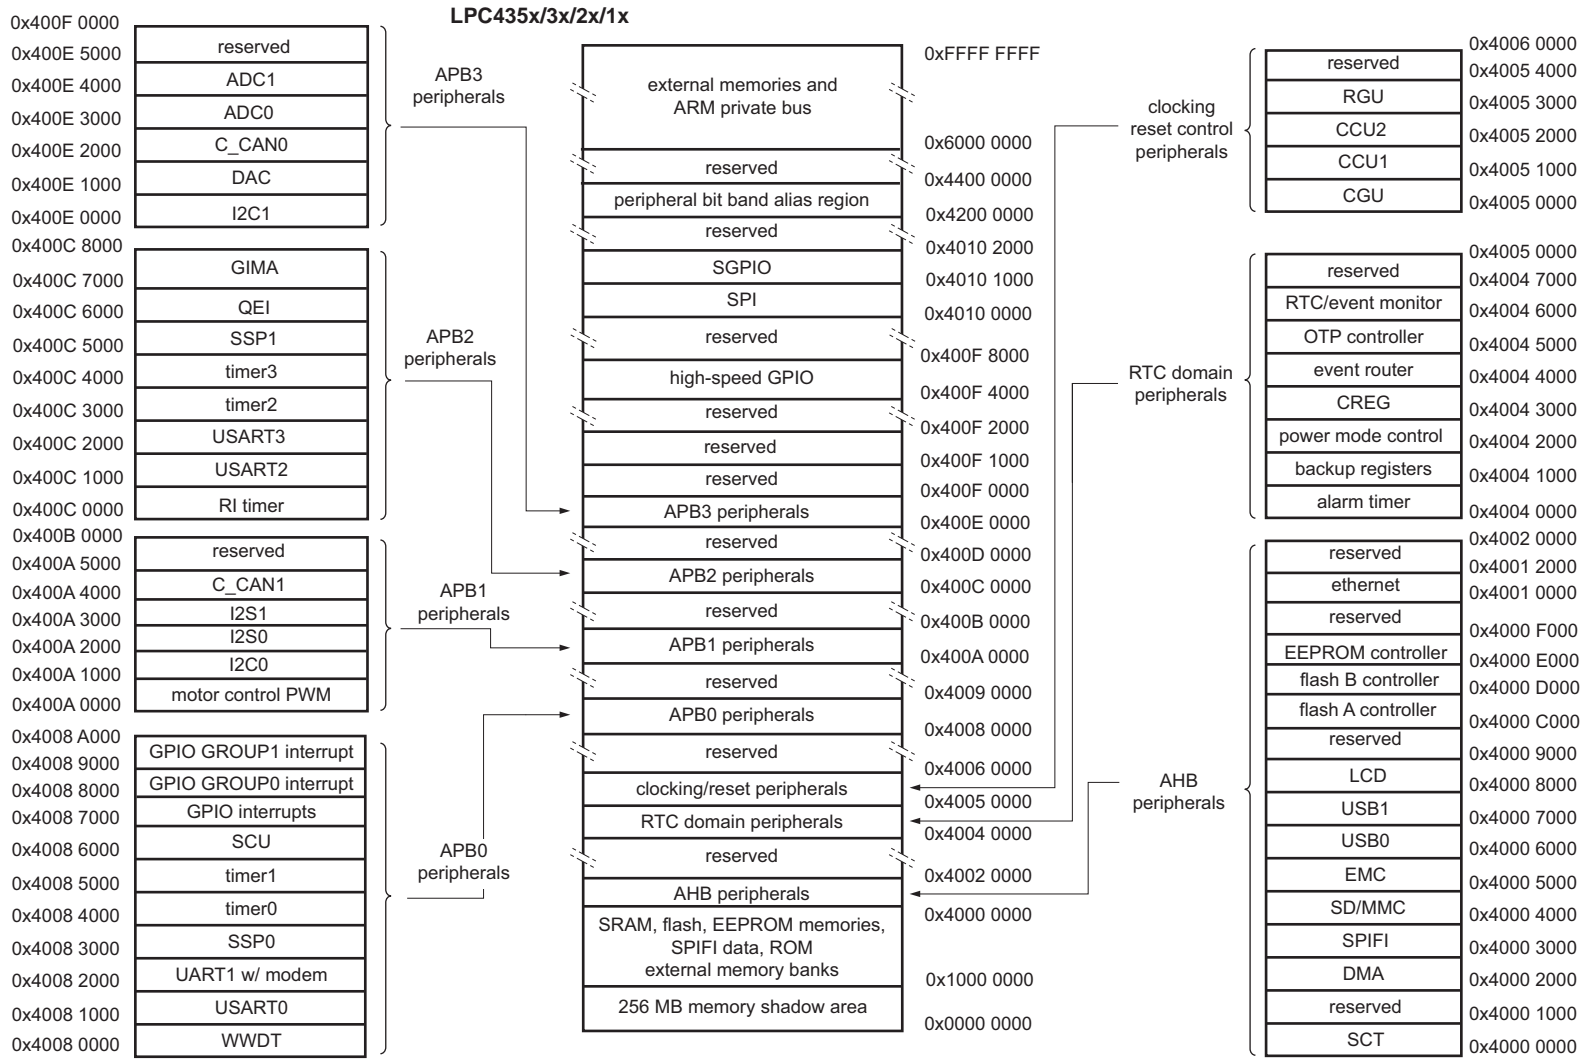 LPC435x/3x/2x/1x
0x400F 0000
reserved
0x400E 5000
ADC1
0x400E 4000
ADC0
0x400E 3000
C_CAN0
0x400E 2000
DAC
0x400E 1000
I2C1
0x400E 0000
APB3
peripherals
0x400C 8000
GIMA
0x400C 7000
QEI
0x400C 6000
SSP1
0x400C 5000
timer3
0x400C 4000
timer2
0x400C 3000
USART3
0x400C 2000
USART2
0x400C 1000
RI timer
0x400C 0000
APB2
peripherals
0x400B 0000
reserved
0x400A 5000
C_CAN1
0x400A 4000
I2S1
0x400A 3000
I2S0
0x400A 2000
I2C0
0x400A 1000
motor control PWM
0x400A 0000
APB1
peripherals
0x4008 A000
GPIO GROUP1 interrupt
0x4008 9000
GPIO GROUP0 interrupt
0x4008 8000
GPIO interrupts
0x4008 7000
SCU
0x4008 6000
timer1
0x4008 5000
timer0
0x4008 4000
SSP0
0x4008 3000
UART1 w/ modem
0x4008 2000
USART0
0x4008 1000
WWDT
0x4008 0000
APB0
peripherals
0xFFFF FFFF
external memories and
ARM private bus
0x6000 0000
reserved
0x4400 0000
peripheral bit band alias region
0x4200 0000
reserved
0x4010 2000
SGPIO
0x4010 1000
SPI
0x4010 0000
reserved
0x400F 8000
high-speed GPIO
0x400F 4000
reserved
0x400F 2000
reserved
0x400F 1000
reserved
0x400F 0000
APB3 peripherals
0x400E 0000
reserved
0x400D 0000
APB2 peripherals
0x400C 0000
reserved
0x400B 0000
APB1 peripherals
0x400A 0000
reserved
0x4009 0000
APB0 peripherals
0x4008 0000
reserved
0x4006 0000
clocking/reset peripherals
0x4005 0000
RTC domain peripherals
0x4004 0000
reserved
0x4002 0000
AHB peripherals
0x4000 0000
SRAM, flash, EEPROM memories,
SPIFI data, ROM
external memory banks
0x1000 0000
256 MB memory shadow area
0x0000 0000
clocking
reset control
peripherals
0x4006 0000
reserved
0x4005 4000
RGU
0x4005 3000
CCU2
0x4005 2000
CCU1
0x4005 1000
CGU
0x4005 0000
RTC domain
peripherals
0x4005 0000
reserved
0x4004 7000
RTC/event monitor
0x4004 6000
OTP controller
0x4004 5000
event router
0x4004 4000
CREG
0x4004 3000
power mode control
0x4004 2000
backup registers
0x4004 1000
alarm timer
0x4004 0000
AHB
peripherals
0x4002 0000
reserved
0x4001 2000
ethernet
0x4001 0000
reserved
0x4000 F000
EEPROM controller
0x4000 E000
flash B controller
0x4000 D000
flash A controller
0x4000 C000
reserved
0x4000 9000
LCD
0x4000 8000
USB1
0x4000 7000
USB0
0x4000 6000
EMC
0x4000 5000
SD/MMC
0x4000 4000
SPIFI
0x4000 3000
DMA
0x4000 2000
reserved
0x4000 1000
SCT
0x4000 0000